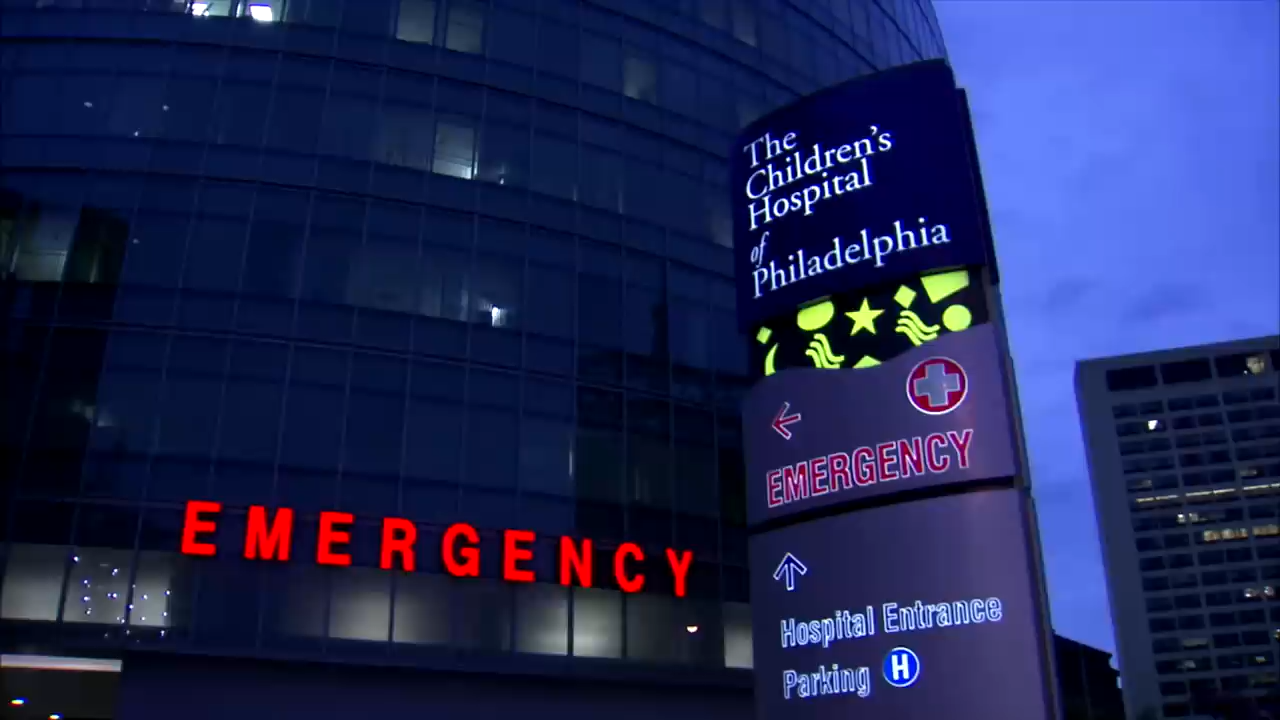 The
Children's
Hospital
of
Philadelphia
EMERGENCY
EMERGENCY
Hospital Entrance
Parking H